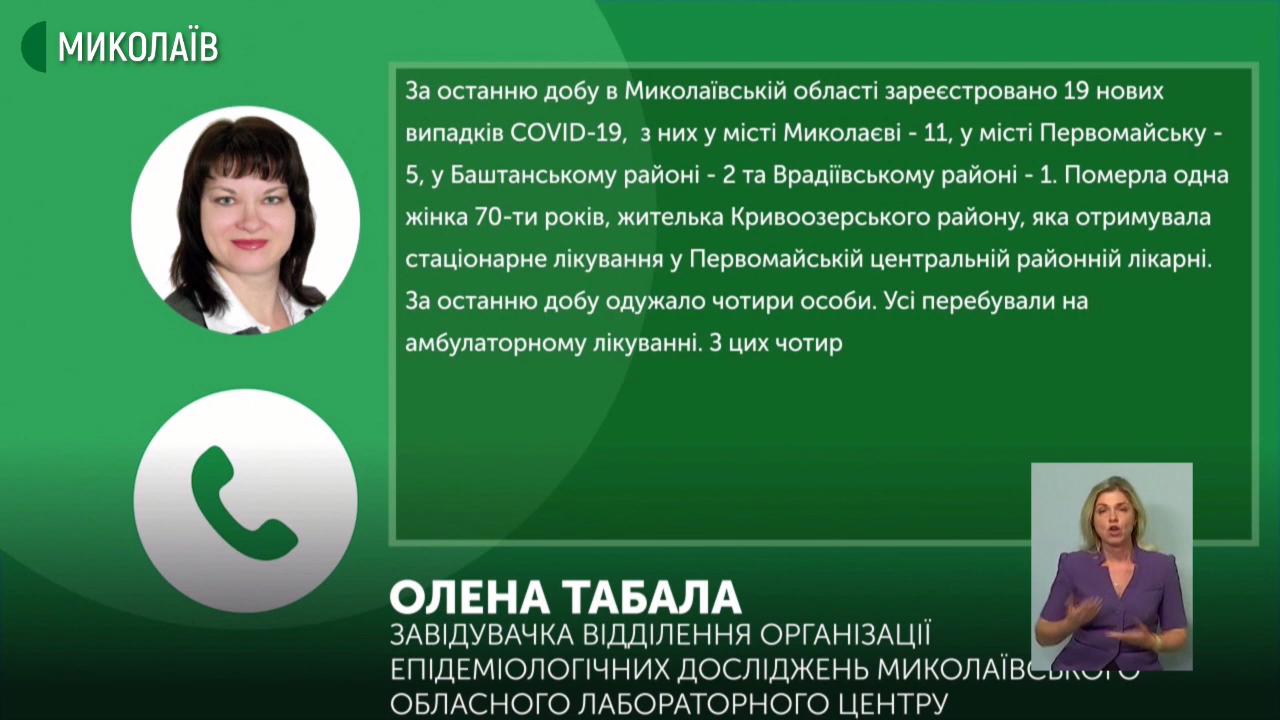 МИКОЛАЇВ
За останню добу в Миколаївській області зареєстровано 19 нових
випадків COVID-19, з них у місті Миколаєві - 11, у місті Первомайську -
5, у Баштанському районі - 2 та Врадіївському районі - 1. Померла одна
жінка 70-ти років, жителька Кривоозерського району, яка отримувала
стаціонарне лікування у Первомайській центральній районній лікарні.
За останню добу одужало чотири особи. Усі перебували на
амбулаторному лікуванні. З цих чотир
ОЛЕНА ТАБАЛА
ЗАВІДУВАЧКА ВІДДІЛЕННЯ ОРГАНІЗАЦІЇ
ЕПІДЕМІОЛОГІЧНИХ ДОСЛІДЖЕНЬ МИКОЛАЇВСЬКОГО
ОБЛАСНОГО ЛАБОРАТОРНОГО ЦЕНТРУ